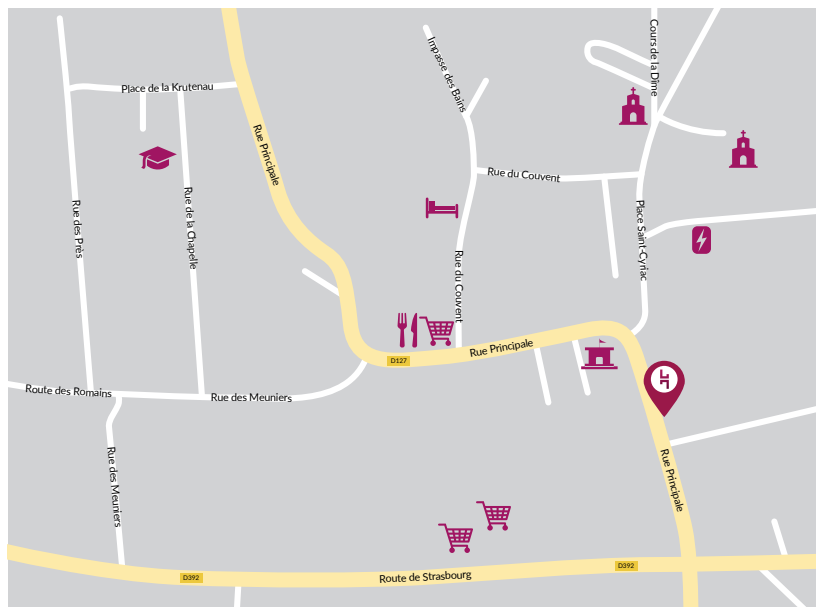 Cours de la Dîme
Impasse des Bains
Place de la Krutenau
Rue Principale
Rue du Couvent
Rue des Près
Rue de la Chapelle
Place Saint-Cyriac
Rue du Couvent
Rue Principale
D127
Route des Romains
Rue des Meuniers
Rue des Meuniers
Rue Principale
D392
Route de Strasbourg
D392